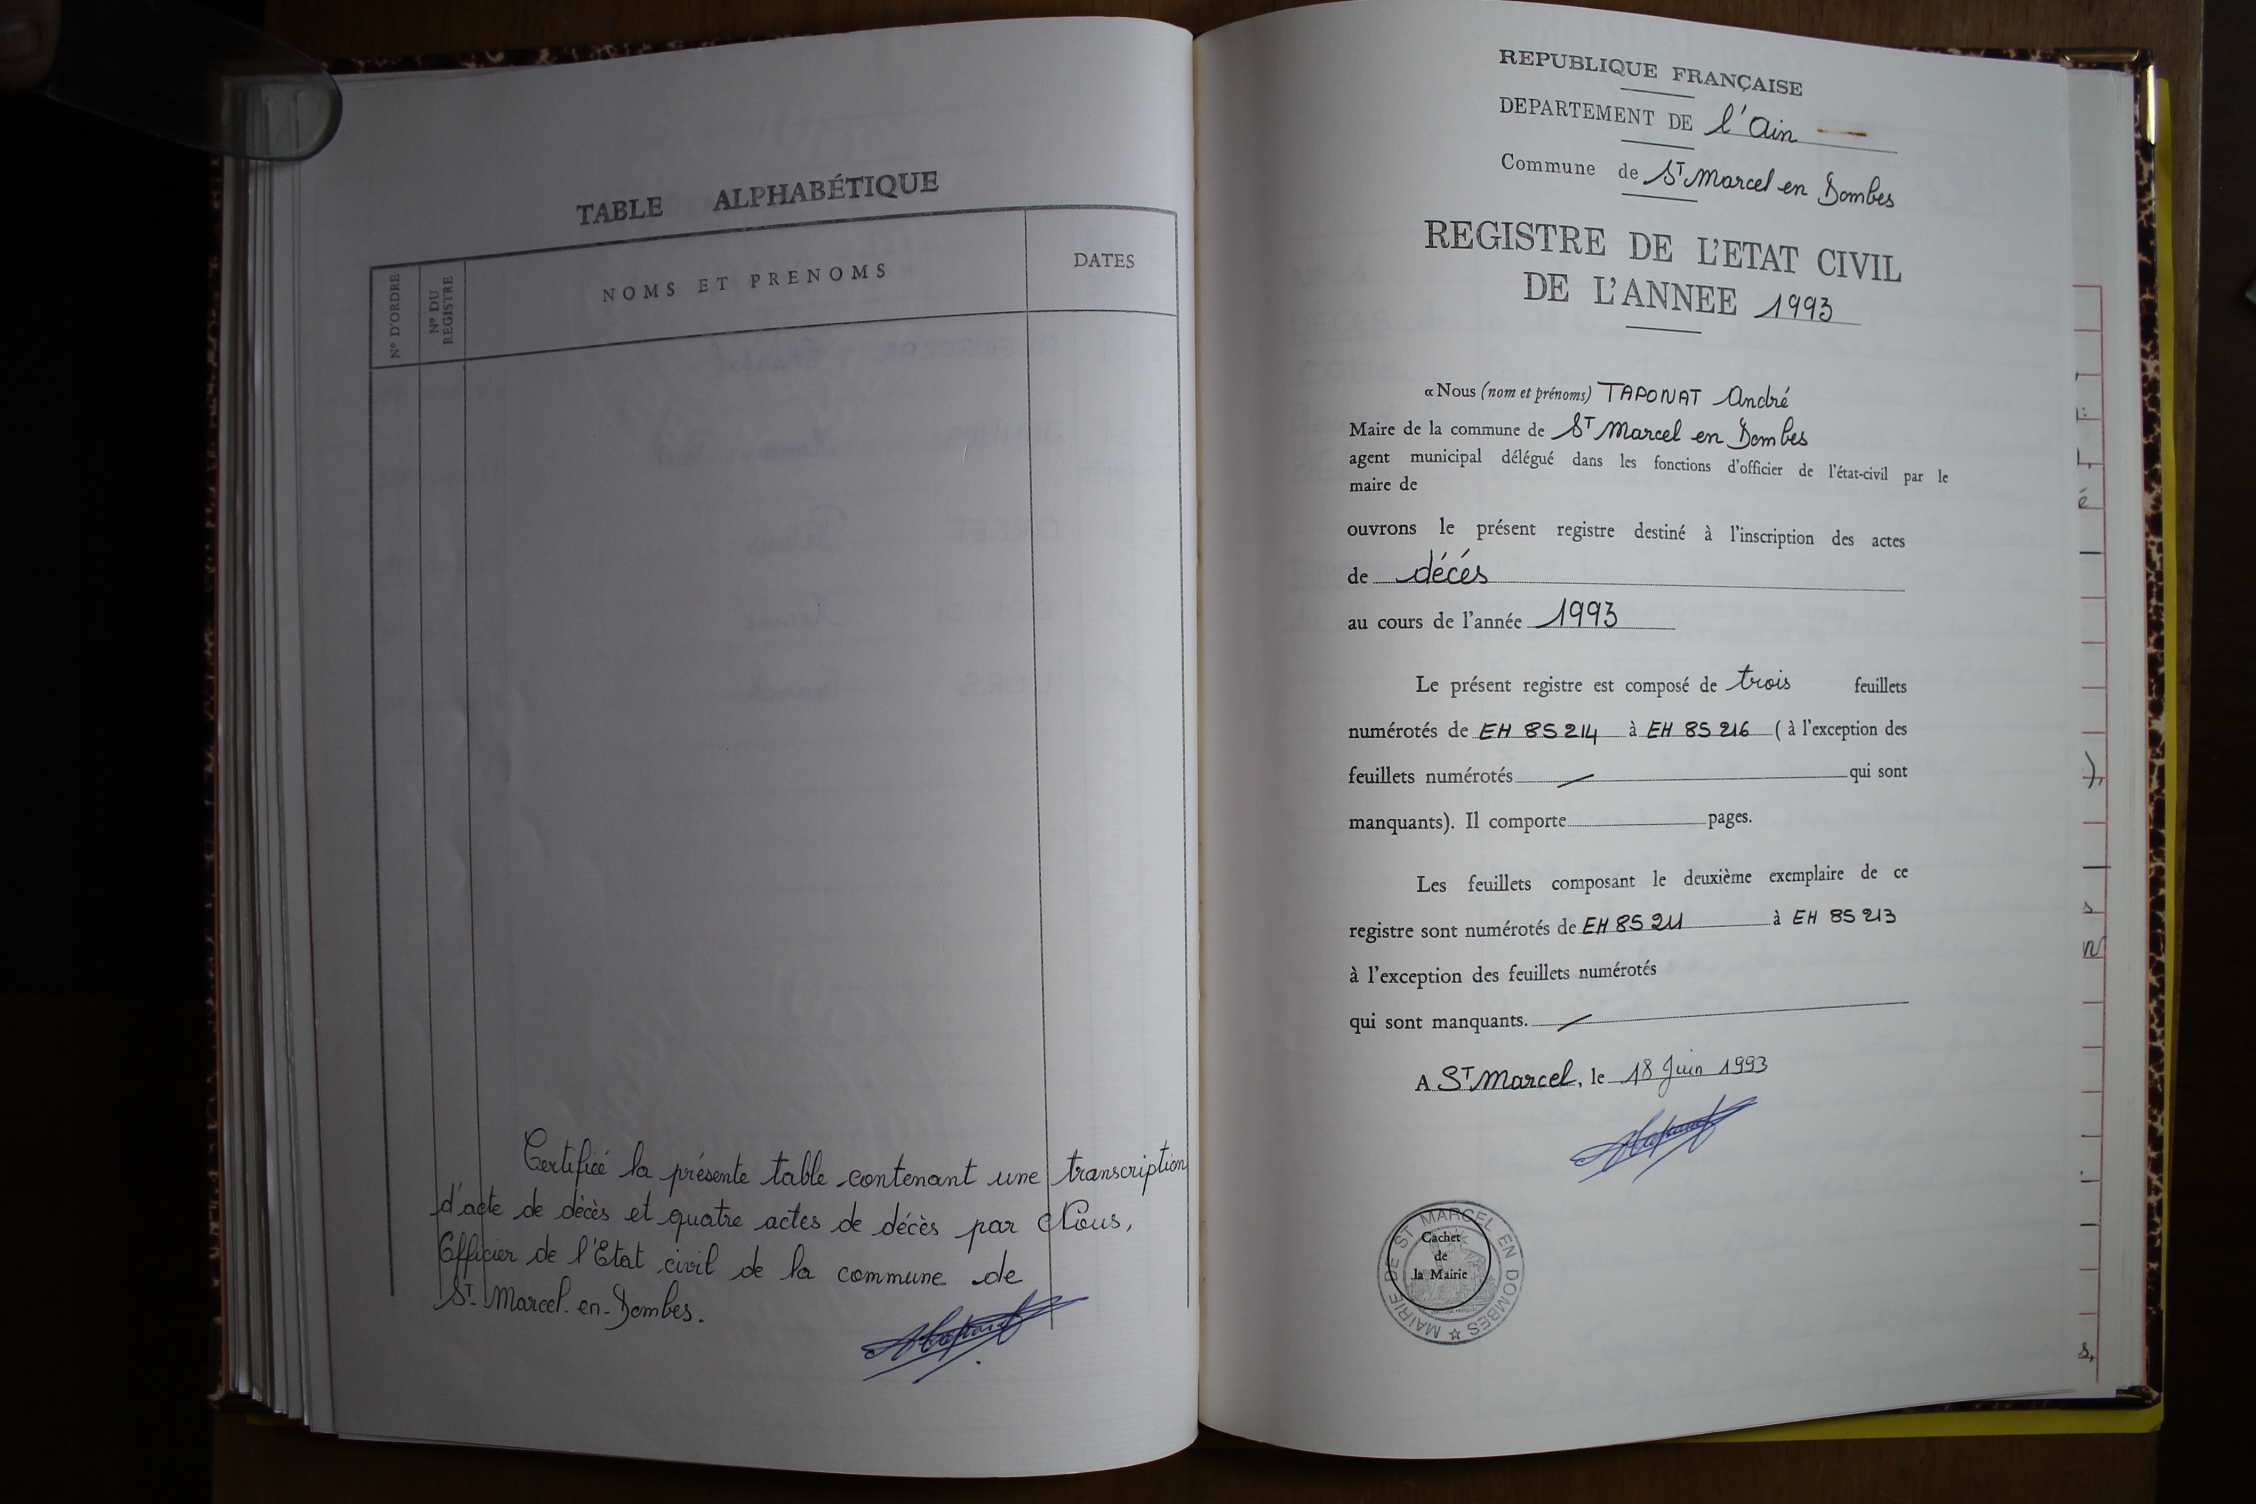 TABLE ALPHABÉTIQUE
N° D'ORDRE
N° DU REGISTRE
NOMS ET PRENOMS
DATES
Certifié la présente table contenant une transcription
d'acte de décès et quatre actes de décès par Nous,
Officier de l'Etat civil de la commune de
St Marcel-en-Dombes.
REPUBLIQUE FRANÇAISE
DEPARTEMENT DE l'Ain
Commune de ST Marcel en Dombes
REGISTRE DE L'ETAT CIVIL
DE L'ANNEE 1993
« Nous (nom et prénoms) TAPONAT André
Maire de la commune de ST Marcel en Dombes
agent municipal délégué dans les fonctions d'officier de l'état-civil par le
maire de
ouvrons le présent registre destiné à l'inscription des actes
de décés
au cours de l'année 1993
Le présent registre est composé de trois feuillets
numérotés de EH 85 214 à EH 85 216 ( à l'exception des
feuillets numérotés qui sont
manquants). Il comporte pages.
Les feuillets composant le deuxième exemplaire de ce
registre sont numérotés de EH 85 211 à EH 85 213
à l'exception des feuillets numérotés
qui sont manquants.
A ST Marcel, le 18 Juin 1993
MAIRIE DE ST MARCEL EN DOMBES
Cachet
de
la Mairie